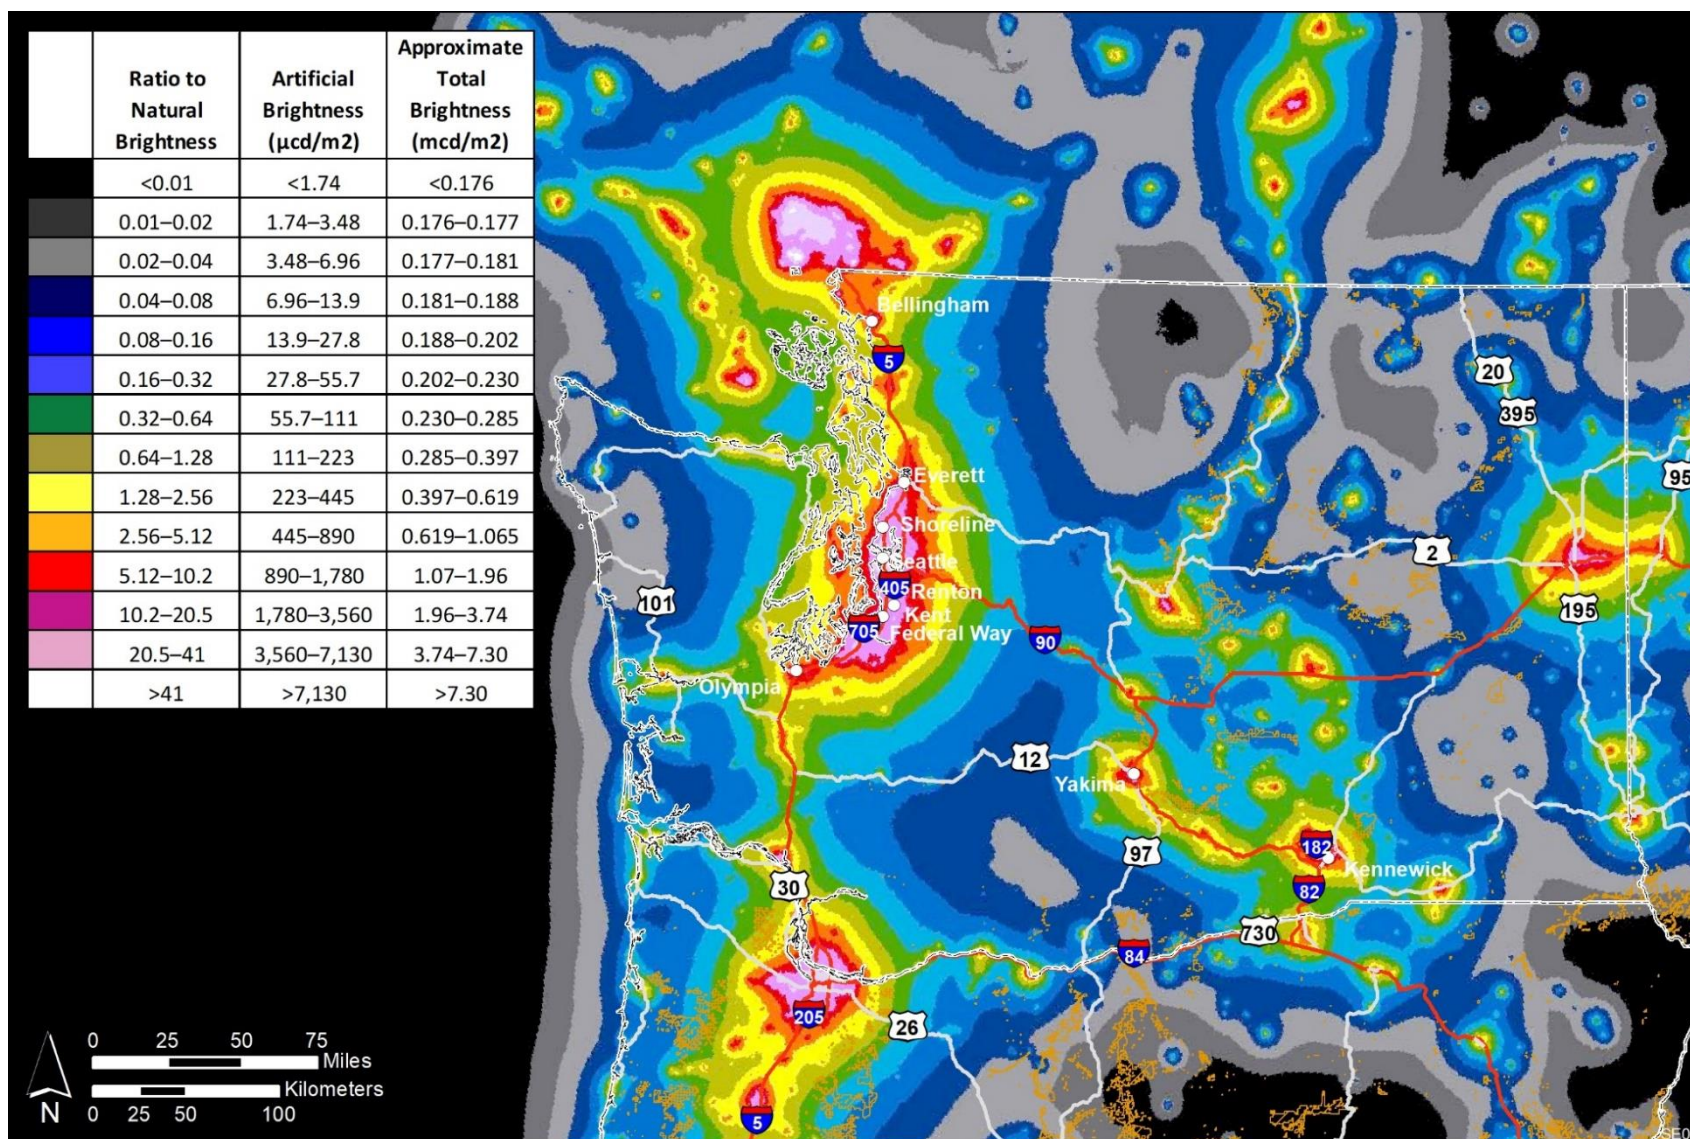 Ratio to Natural Brightness
Artificial Brightness (µcd/m2)
Approximate Total Brightness (mcd/m2)
<0.01 <1.74 <0.176
0.01–0.02 1.74–3.48 0.176–0.177
0.02–0.04 3.48–6.96 0.177–0.181
0.04–0.08 6.96–13.9 0.181–0.188
0.08–0.16 13.9–27.8 0.188–0.202
0.16–0.32 27.8–55.7 0.202–0.230
0.32–0.64 55.7–111 0.230–0.285
0.64–1.28 111–223 0.285–0.397
1.28–2.56 223–445 0.397–0.619
2.56–5.12 445–890 0.619–1.065
5.12–10.2 890–1,780 1.07–1.96
10.2–20.5 1,780–3,560 1.96–3.74
20.5–41 3,560–7,130 3.74–7.30
>41 >7,130 >7.30
Bellingham
5
20
395
95
Everett
Shoreline
Seattle
2
405
Renton
101
Kent
195
705
Federal Way
90
Olympia
12
Yakima
182
97
Kennewick
30
82
730
84
205
26
5
0 25 50 75
Miles
Kilometers
0 25 50 100
N